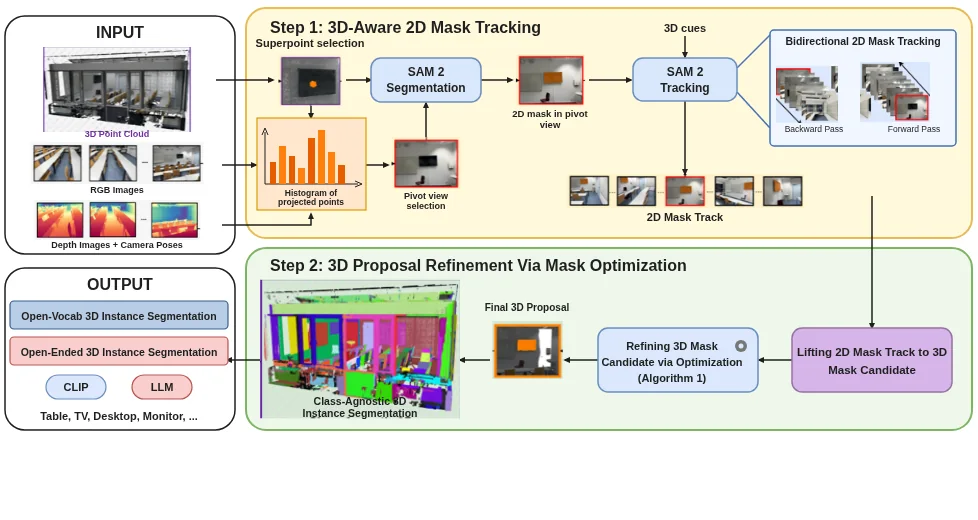 INPUT
3D Point Cloud
RGB Images
Depth Images + Camera Poses
Step 1: 3D-Aware 2D Mask Tracking
Superpoint selection
SAM 2
Segmentation
Histogram of
projected points
Pivot view
selection
2D mask in pivot
view
3D cues
SAM 2
Tracking
Bidirectional 2D Mask Tracking
Backward Pass
Forward Pass
2D Mask Track
Step 2: 3D Proposal Refinement Via Mask Optimization
Class-Agnostic 3D
Instance Segmentation
Final 3D Proposal
Refining 3D Mask
Candidate via Optimization
(Algorithm 1)
Lifting 2D Mask Track to 3D
Mask Candidate
OUTPUT
Open-Vocab 3D Instance Segmentation
Open-Ended 3D Instance Segmentation
CLIP
LLM
Table, TV, Desktop, Monitor, ...